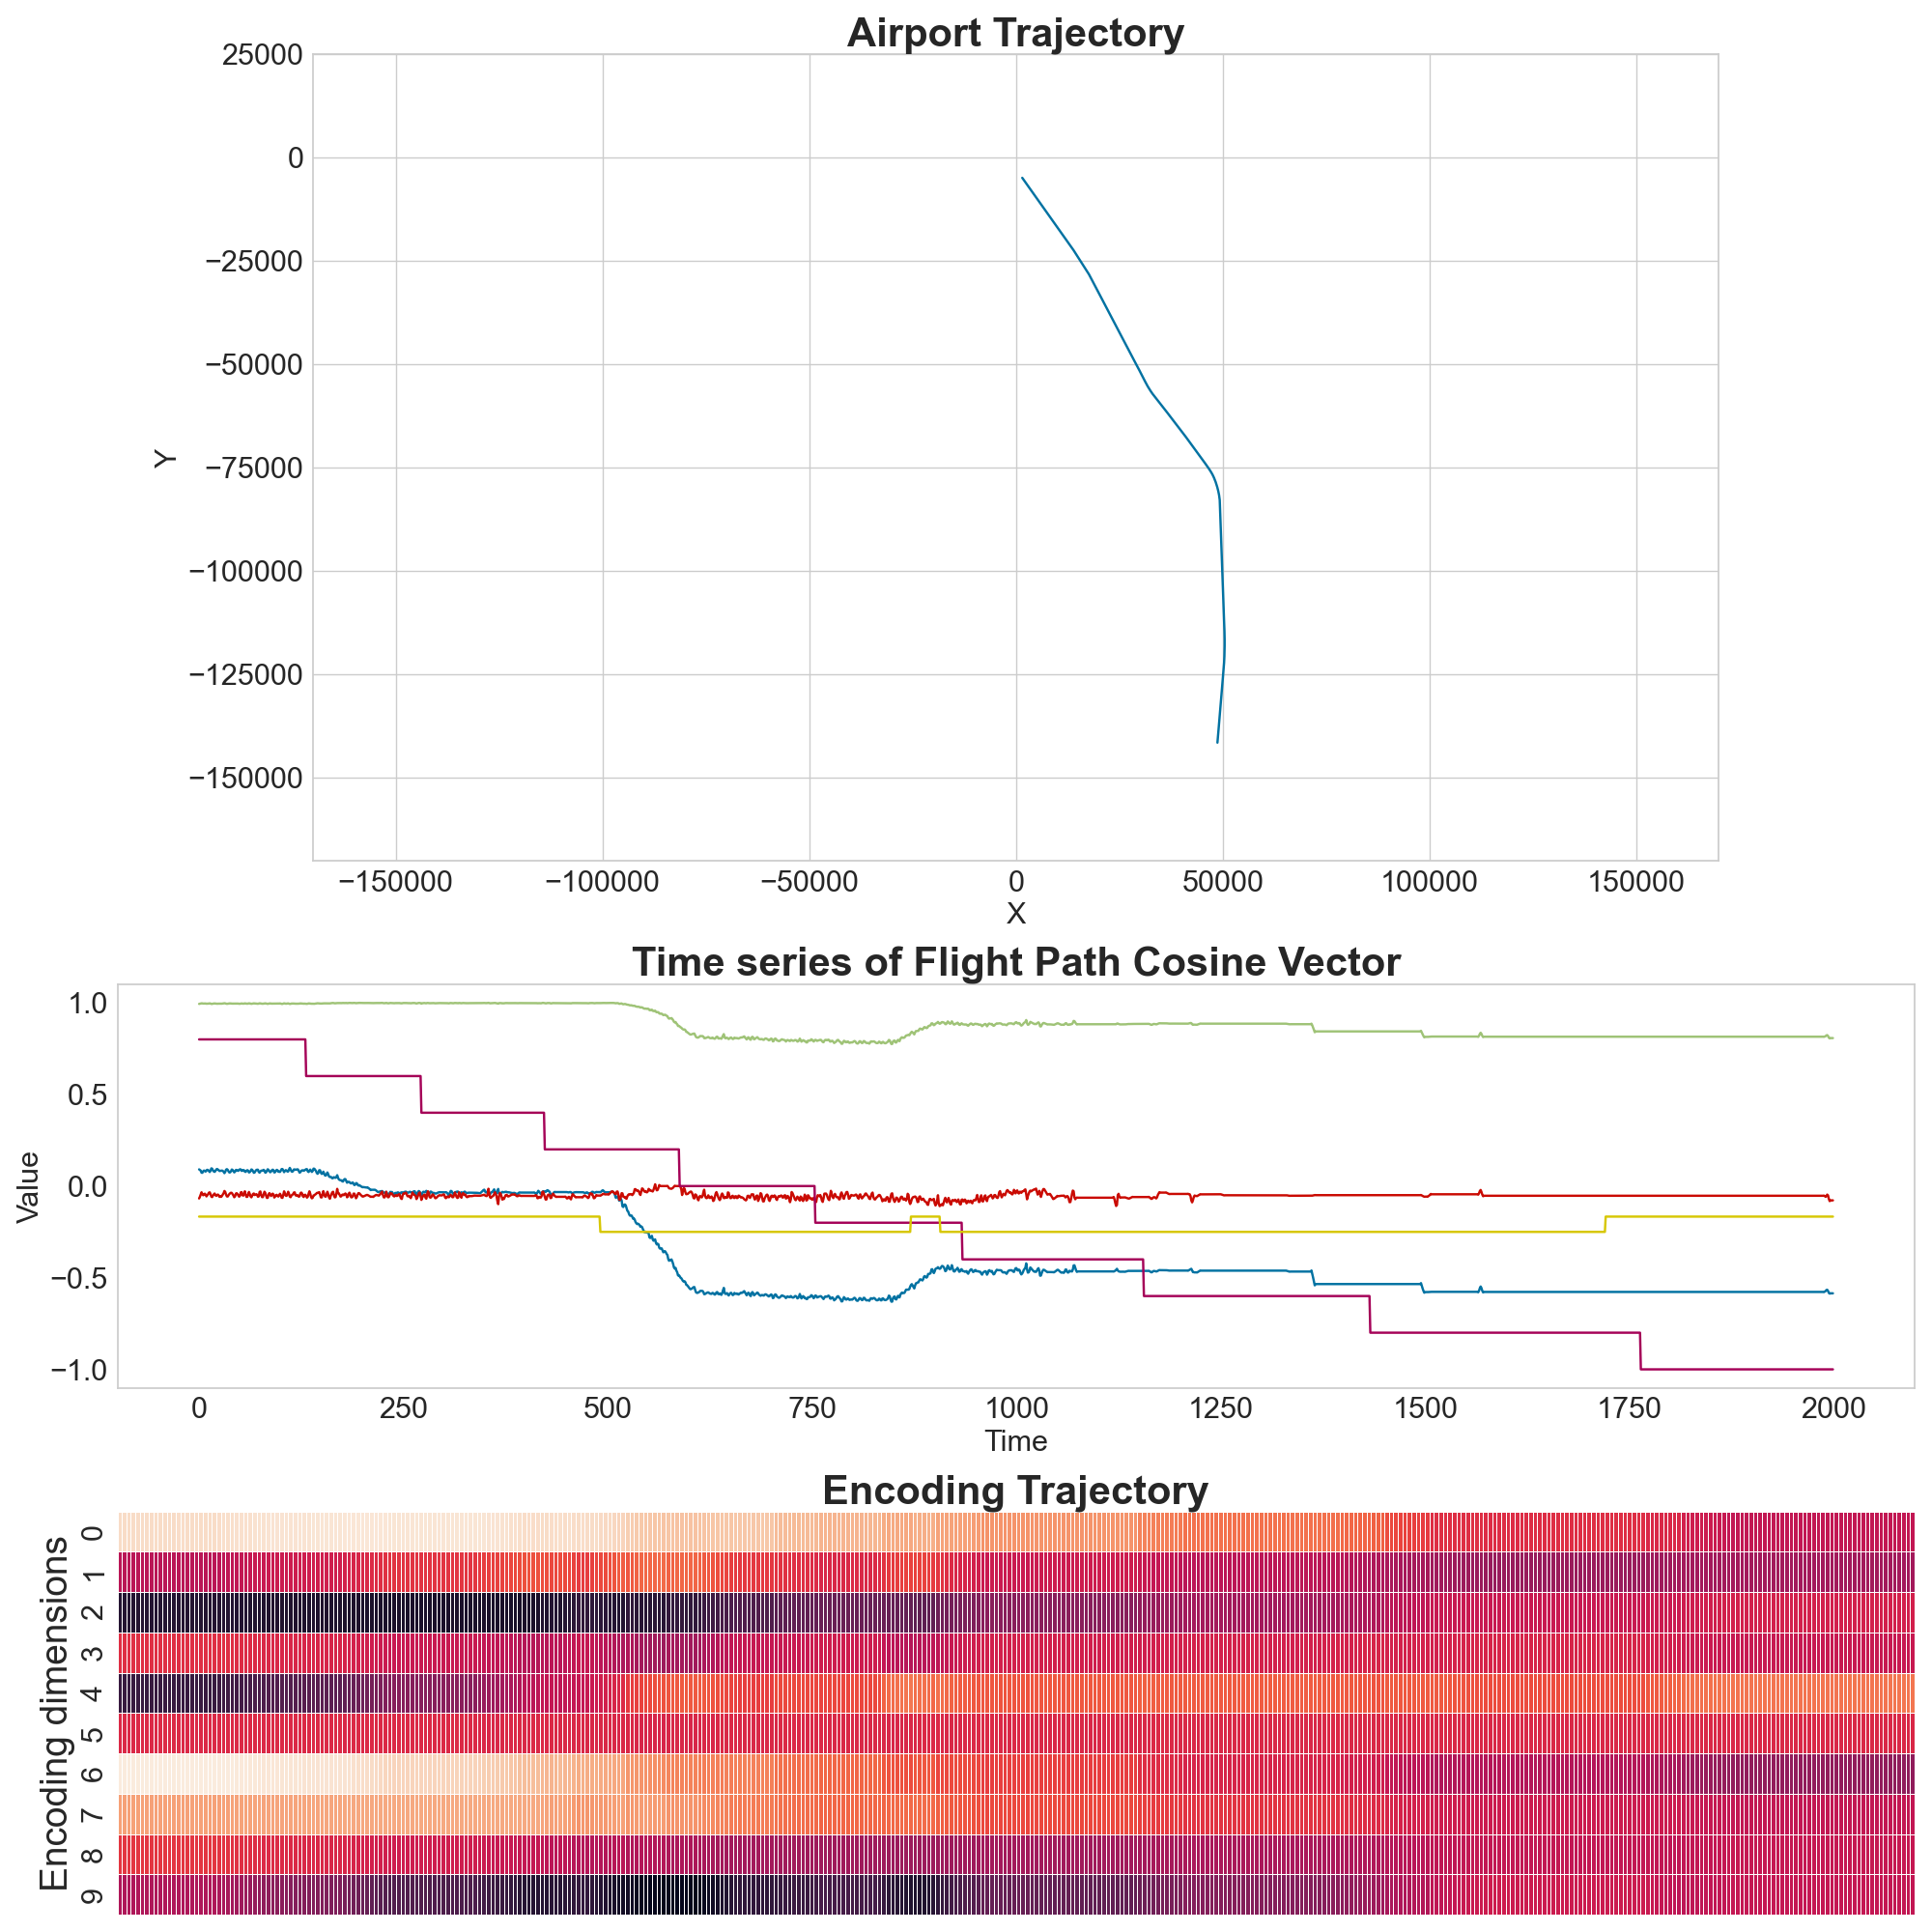 Airport Trajectory
25000
0
−25000
−50000
−75000
−100000
−125000
−150000
Y
−150000 −100000 −50000 0 50000 100000 150000
X
Time series of Flight Path Cosine Vector
1.0
0.5
0.0
−0.5
−1.0
Value
0 250 500 750 1000 1250 1500 1750 2000
Time
Encoding Trajectory
Encoding dimensions
0
1
2
3
4
5
6
7
8
9